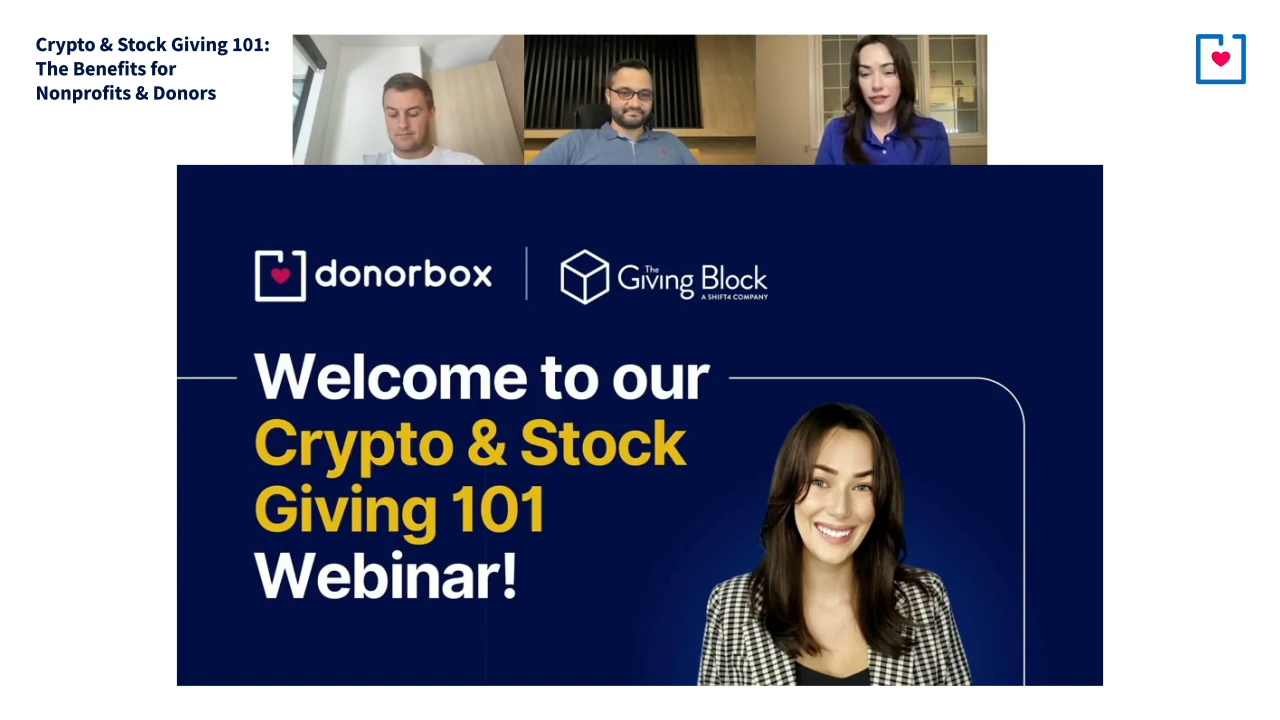 Crypto & Stock Giving 101:
The Benefits for
Nonprofits & Donors
donorbox
The Giving Block
A SHIFT4 COMPANY
Welcome to our
Crypto & Stock
Giving 101
Webinar!